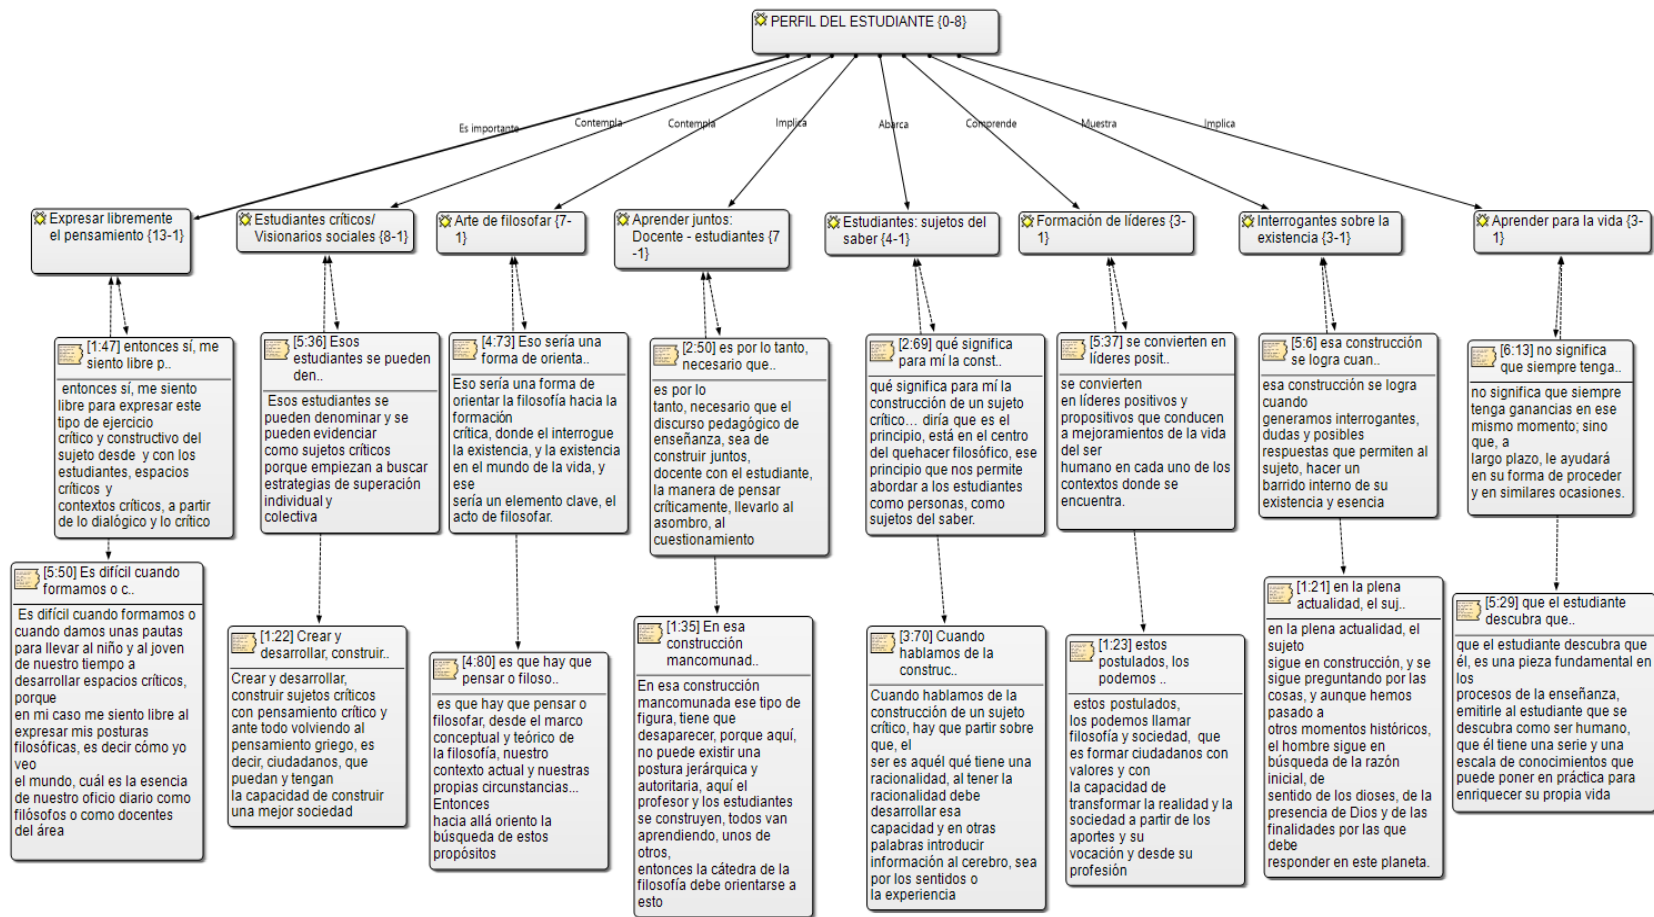 PERFIL DEL ESTUDIANTE {0-8}
Es importante
Contempla
Contempla
Implica
Abarca
Comprende
Muestra
Implica
Expresar libremente
el pensamiento {13-1}
Estudiantes críticos/
Visionarios sociales {8-1}
Arte de filosofar {7-
1}
Aprender juntos:
Docente - estudiantes {7
-1}
Estudiantes: sujetos del
saber {4-1}
Formación de líderes {3-
1}
Interrogantes sobre la
existencia {3-1}
Aprender para la vida {3-
1}
[1:47] entonces sí, me
siento libre p..
entonces sí, me siento
libre para expresar este
tipo de ejercicio
crítico y constructivo del
sujeto desde y con los
estudiantes, espacios
críticos y
contextos críticos, a partir
de lo dialógico y lo crítico
[5:36] Esos
estudiantes se pueden
den..
Esos estudiantes se
pueden denominar y se
pueden evidenciar
como sujetos críticos
porque empiezan a buscar
estrategias de superación
individual y
colectiva
[4:73] Eso sería una
forma de orienta..
Eso sería una forma de
orientar la filosofía hacia la
formación
crítica, donde el interrogue
la existencia, y la existencia
en el mundo de la vida, y
ese
sería un elemento clave, el
acto de filosofar.
[2:50] es por lo tanto,
necesario que..
es por lo
tanto, necesario que el
discurso pedagógico de
enseñanza, sea de
construir juntos,
docente con el estudiante,
la manera de pensar
críticamente, llevarlo al
asombro, al
cuestionamiento
[2:69] qué significa
para mí la const..
qué significa para mí la
construcción de un sujeto
crítico... diría que es el
principio, está en el centro
del quehacer filosófico, ese
principio que nos permite
abordar a los estudiantes
como personas, como
sujetos del saber.
[5:37] se convierten en
líderes posit..
se convierten
en líderes positivos y
propositivos que conducen
a mejoramientos de la vida
del ser
humano en cada uno de los
contextos donde se
encuentra.
[5:6] esa construcción
se logra cuan..
esa construcción se logra
cuando
generamos interrogantes,
dudas y posibles
respuestas que permiten al
sujeto, hacer un
barrido interno de su
existencia y esencia
[6:13] no significa
que siempre tenga..
no significa que siempre
tenga ganancias en ese
mismo momento; sino
que, a
largo plazo, le ayudará
en su forma de proceder
y en similares ocasiones.
[5:50] Es difícil cuando
formamos o c..
Es difícil cuando formamos o
cuando damos unas pautas
para llevar al niño y al joven
de nuestro tiempo a
desarrollar espacios críticos,
porque
en mi caso me siento libre al
expresar mis posturas
filosóficas, es decir cómo yo
veo
el mundo, cuál es la esencia
de nuestro oficio diario como
filósofos o como docentes
del área
[1:22] Crear y
desarrollar, construir..
Crear y desarrollar,
construir sujetos críticos
con pensamiento crítico y
ante todo volviendo al
pensamiento griego, es
decir, ciudadanos, que
puedan y tengan
la capacidad de construir
una mejor sociedad
[4:80] es que hay que
pensar o filoso..
es que hay que pensar o
filosofar, desde el marco
conceptual y teórico de
la filosofía, nuestro
contexto actual y nuestras
propias circunstancias...
Entonces
hacia allá oriento la
búsqueda de estos
propósitos
[1:35] En esa
construcción
mancomunad..
En esa construcción
mancomunada ese tipo de
figura, tiene que
desaparecer, porque aquí,
no puede existir una
postura jerárquica y
autoritaria, aquí el
profesor y los estudiantes
se construyen, todos van
aprendiendo, unos de
otros,
entonces la cátedra de la
filosofía debe orientarse a
esto
[3:70] Cuando
hablamos de la
construc..
Cuando hablamos de la
construcción de un sujeto
crítico, hay que partir sobre
que, el
ser es aquél qué tiene una
racionalidad, al tener la
racionalidad debe
desarrollar esa
capacidad y en otras
palabras introducir
información al cerebro, sea
por los sentidos o
la experiencia
[1:23] estos
postulados, los
podemos ..
estos postulados,
los podemos llamar
filosofía y sociedad, que
es formar ciudadanos con
valores y con
la capacidad de
transformar la realidad y la
sociedad a partir de los
aportes y su
vocación y desde su
profesión
[1:21] en la plena
actualidad, el suj..
en la plena actualidad, el
sujeto
sigue en construcción, y se
sigue preguntando por las
cosas, y aunque hemos
pasado a
otros momentos históricos,
el hombre sigue en
búsqueda de la razón
inicial, de
sentido de los dioses, de la
presencia de Dios y de las
finalidades por las que
debe
responder en este planeta.
[5:29] que el estudiante
descubra que..
que el estudiante descubra que
él, es una pieza fundamental en
los
procesos de la enseñanza,
emitirle al estudiante que se
descubra como ser humano,
que él tiene una serie y una
escala de conocimientos que
puede poner en práctica para
enriquecer su propia vida